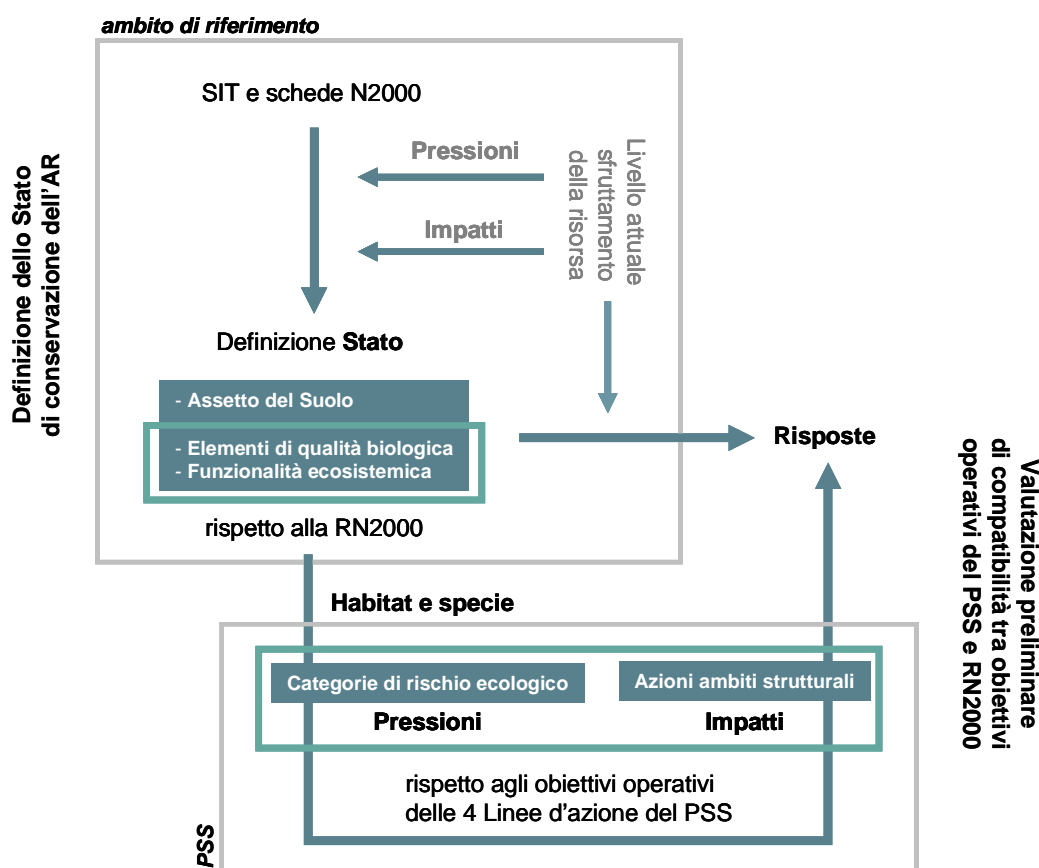 ambito di riferimento
SIT e schede N2000
Pressioni
Impatti
Livello attuale
sfruttamento
della risorsa
Definizione dello Stato
di conservazione dell'AR
Definizione Stato
- Assetto del Suolo
- Elementi di qualità biologica
- Funzionalità ecosistemica
rispetto alla RN2000
Risposte
Habitat e specie
Categorie di rischio ecologico
Azioni ambiti strutturali
Pressioni
Impatti
rispetto agli obiettivi operativi
delle 4 Linee d'azione del PSS
PSS
Valutazione preliminare
di compatibilità tra obiettivi
operativi del PSS e RN2000